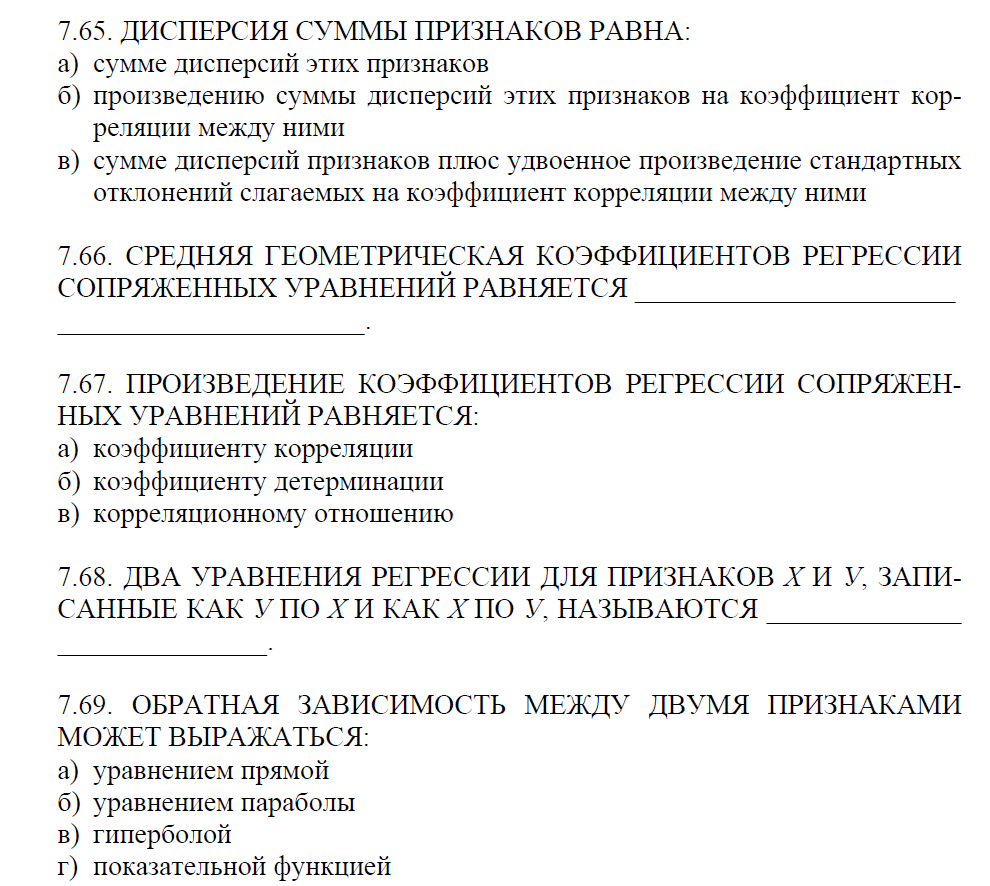 7.65. ДИСПЕРСИЯ СУММЫ ПРИЗНАКОВ РАВНА:
а) сумме дисперсий этих признаков
б) произведению суммы дисперсий этих признаков на коэффициент кор-
реляции между ними
в) сумме дисперсий признаков плюс удвоенное произведение стандартных
отклонений слагаемых на коэффициент корреляции между ними
7.66. СРЕДНЯЯ ГЕОМЕТРИЧЕСКАЯ КОЭФФИЦИЕНТОВ РЕГРЕССИИ
СОПРЯЖЕННЫХ УРАВНЕНИЙ РАВНЯЕТСЯ _______________________
______________________.
7.67. ПРОИЗВЕДЕНИЕ КОЭФФИЦИЕНТОВ РЕГРЕССИИ СОПРЯЖЕН-
НЫХ УРАВНЕНИЙ РАВНЯЕТСЯ:
а) коэффициенту корреляции
б) коэффициенту детерминации
в) корреляционному отношению
7.68. ДВА УРАВНЕНИЯ РЕГРЕССИИ ДЛЯ ПРИЗНАКОВ X И У, ЗАПИ-
САННЫЕ КАК У ПО X И КАК X ПО У, НАЗЫВАЮТСЯ ______________
_______________.
7.69. ОБРАТНАЯ ЗАВИСИМОСТЬ МЕЖДУ ДВУМЯ ПРИЗНАКАМИ
МОЖЕТ ВЫРАЖАТЬСЯ:
а) уравнением прямой
б) уравнением параболы
в) гиперболой
г) показательной функцией